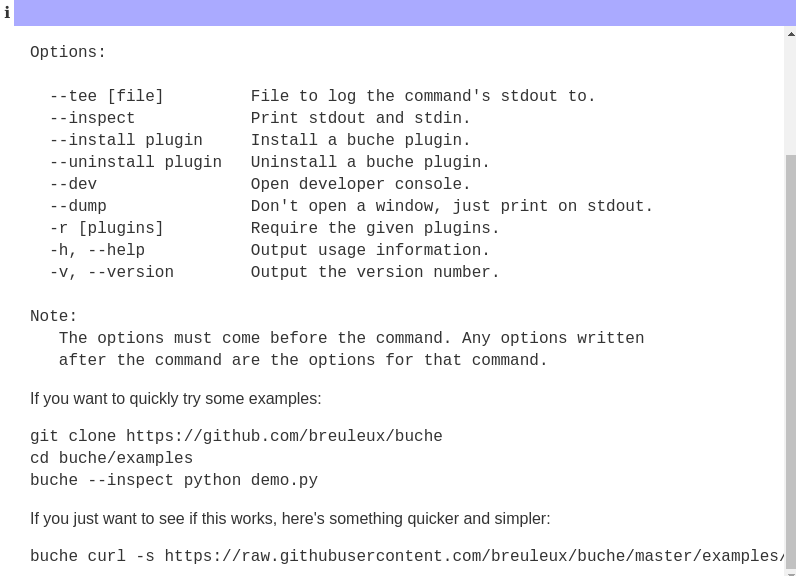 ℹ
Options:
--tee [file] File to log the command's stdout to.
--inspect Print stdout and stdin.
--install plugin Install a buche plugin.
--uninstall plugin Uninstall a buche plugin.
--dev Open developer console.
--dump Don't open a window, just print on stdout.
-r [plugins] Require the given plugins.
-h, --help Output usage information.
-v, --version Output the version number.
Note:
The options must come before the command. Any options written
after the command are the options for that command.
If you want to quickly try some examples:
git clone https://github.com/breuleux/buche
cd buche/examples
buche --inspect python demo.py
If you just want to see if this works, here's something quicker and simpler:
buche curl -s https://raw.githubusercontent.com/breuleux/buche/master/examples/